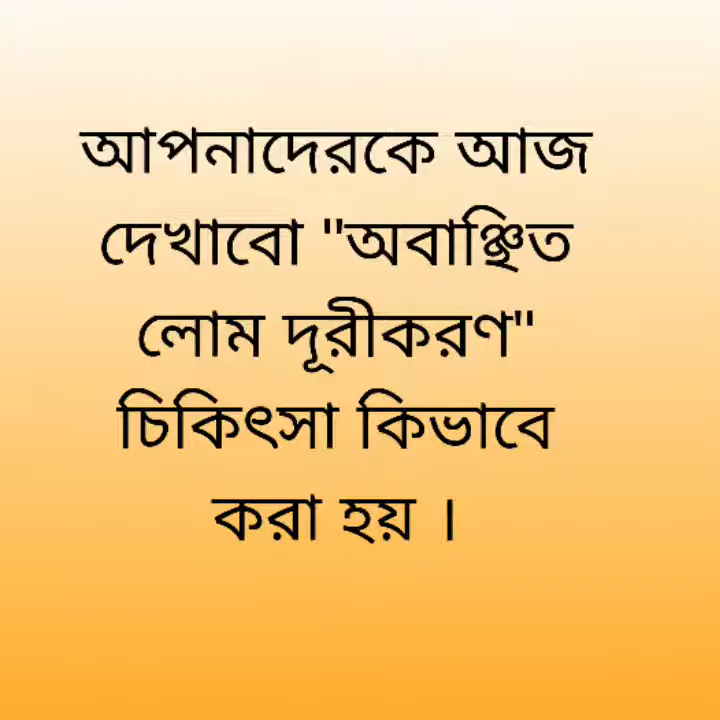 আপনাদেরকে আজ
দেখাবো "অবাঞ্ছিত
লোম দূরীকরণ"
চিকিৎসা কিভাবে
করা হয় ।